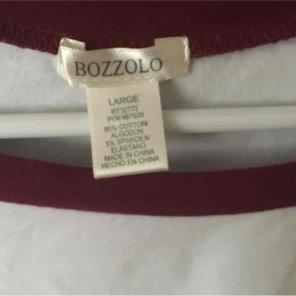 BOZZOLO
LARGE
95% COTTON/
ALGODON
5% SPANDEX/
ELASTANO
MADE IN CHINA
HECHO EN CHINA